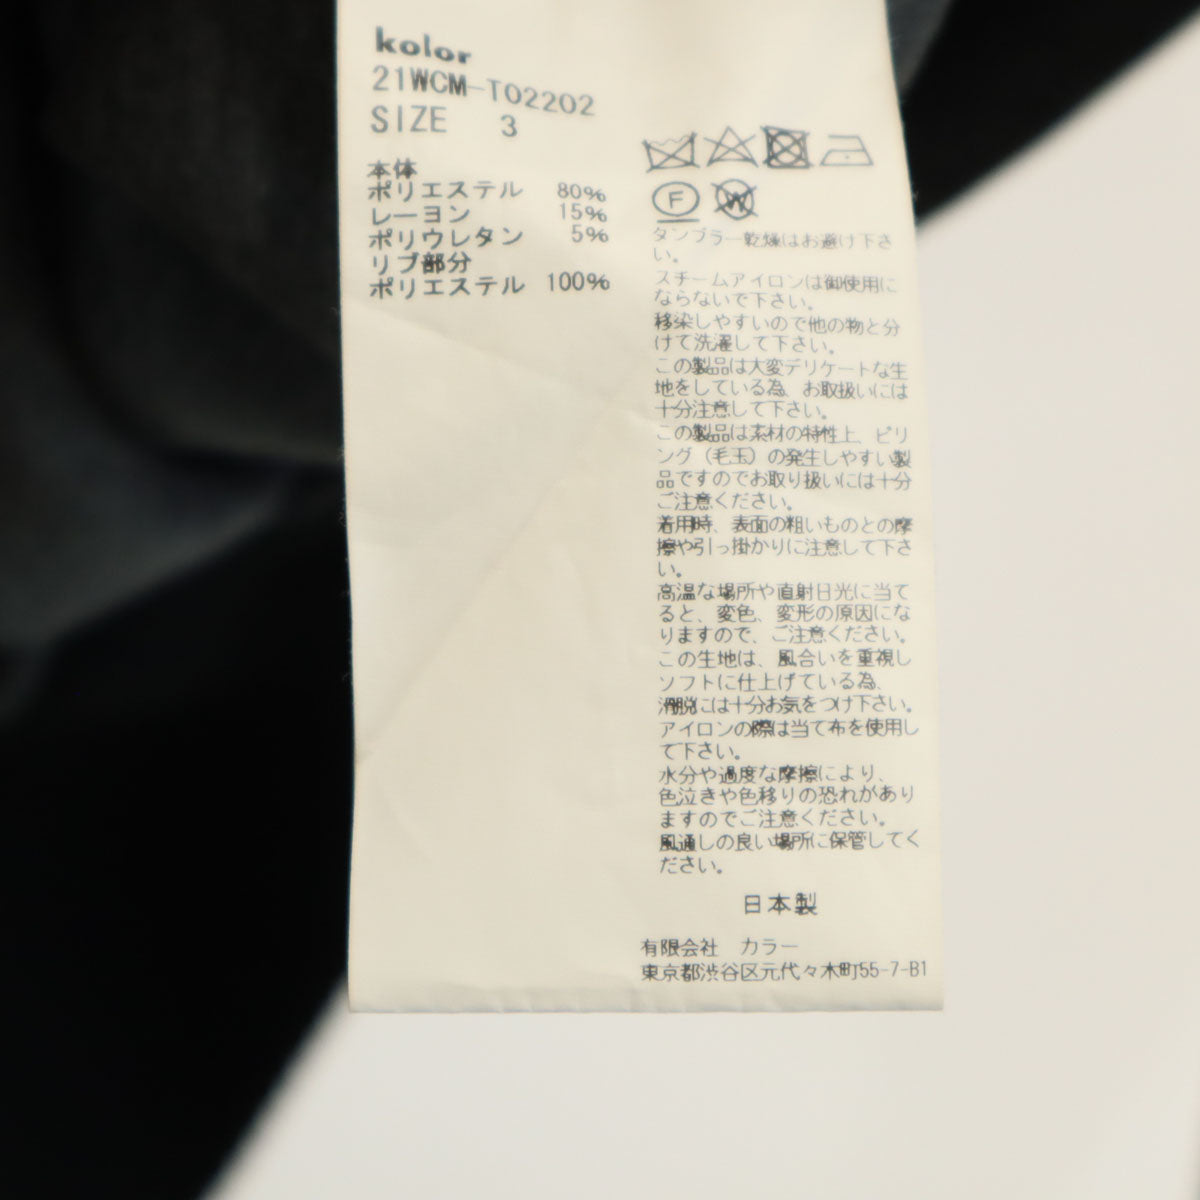 kolor
21WCM-T02202
SIZE 3
本体
ポリエステル 80%
レーヨン 15%
ポリウレタン 5%
リブ部分
ポリエステル 100%
F W
タンブラー乾燥はお避け下さ
い。
スチームアイロンは御使用に
ならないで下さい。
移染しやすいので他の物と分
けて洗濯して下さい。
この製品は大変デリケートな生
地をしている為、お取扱いには
十分注意して下さい。
この製品は素材の特性上、ピリ
ング（毛玉）の発生しやすい製
品ですのでお取り扱いには十分
ご注意ください。
着用時、表面の粗いものとの摩
擦や引っ掛かりに注意して下さ
い。
高温な場所や直射日光に当て
ると、変色、変形の原因にな
りますので、ご注意ください。
この生地は、風合いを重視し
ソフトに仕上げている為、
滑脱には十分お気をつけ下さい。
アイロンの際は当て布を使用し
て下さい。
水分や過度な摩擦により、
色泣きや色移りの恐れがあり
ますのでご注意ください。
風通しの良い場所に保管してく
ださい。
日本製
有限会社 カラー
東京都渋谷区元代々木町55-7-B1